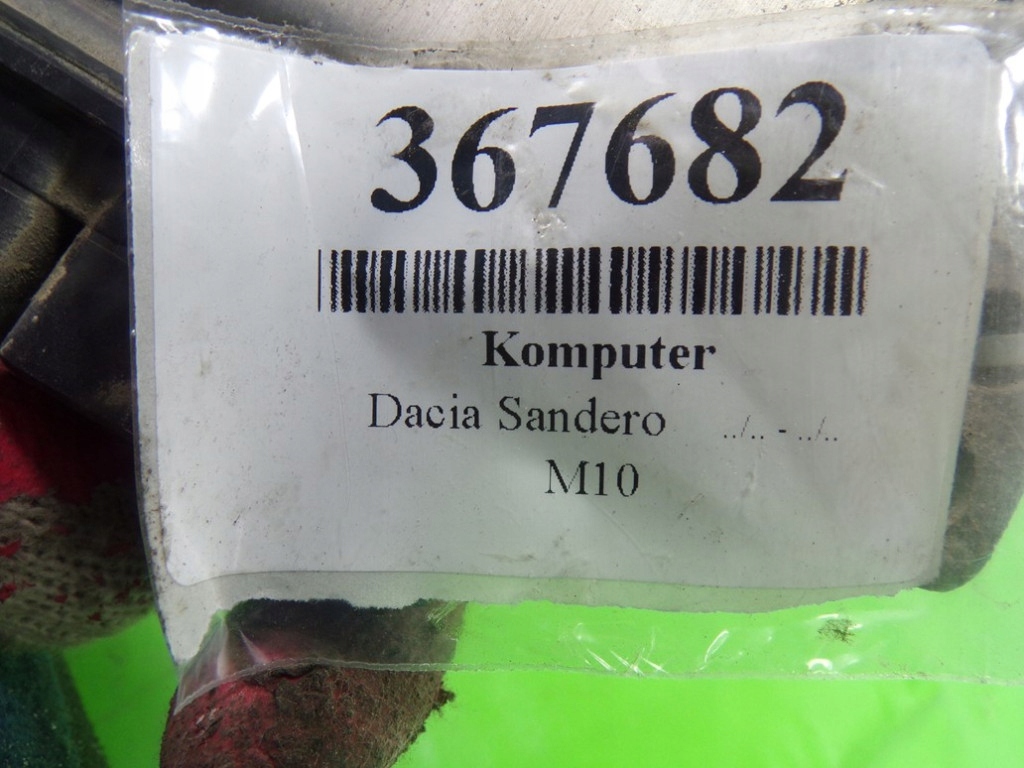 367682
Komputer
Dacia Sandero ../.. - ../..
M10